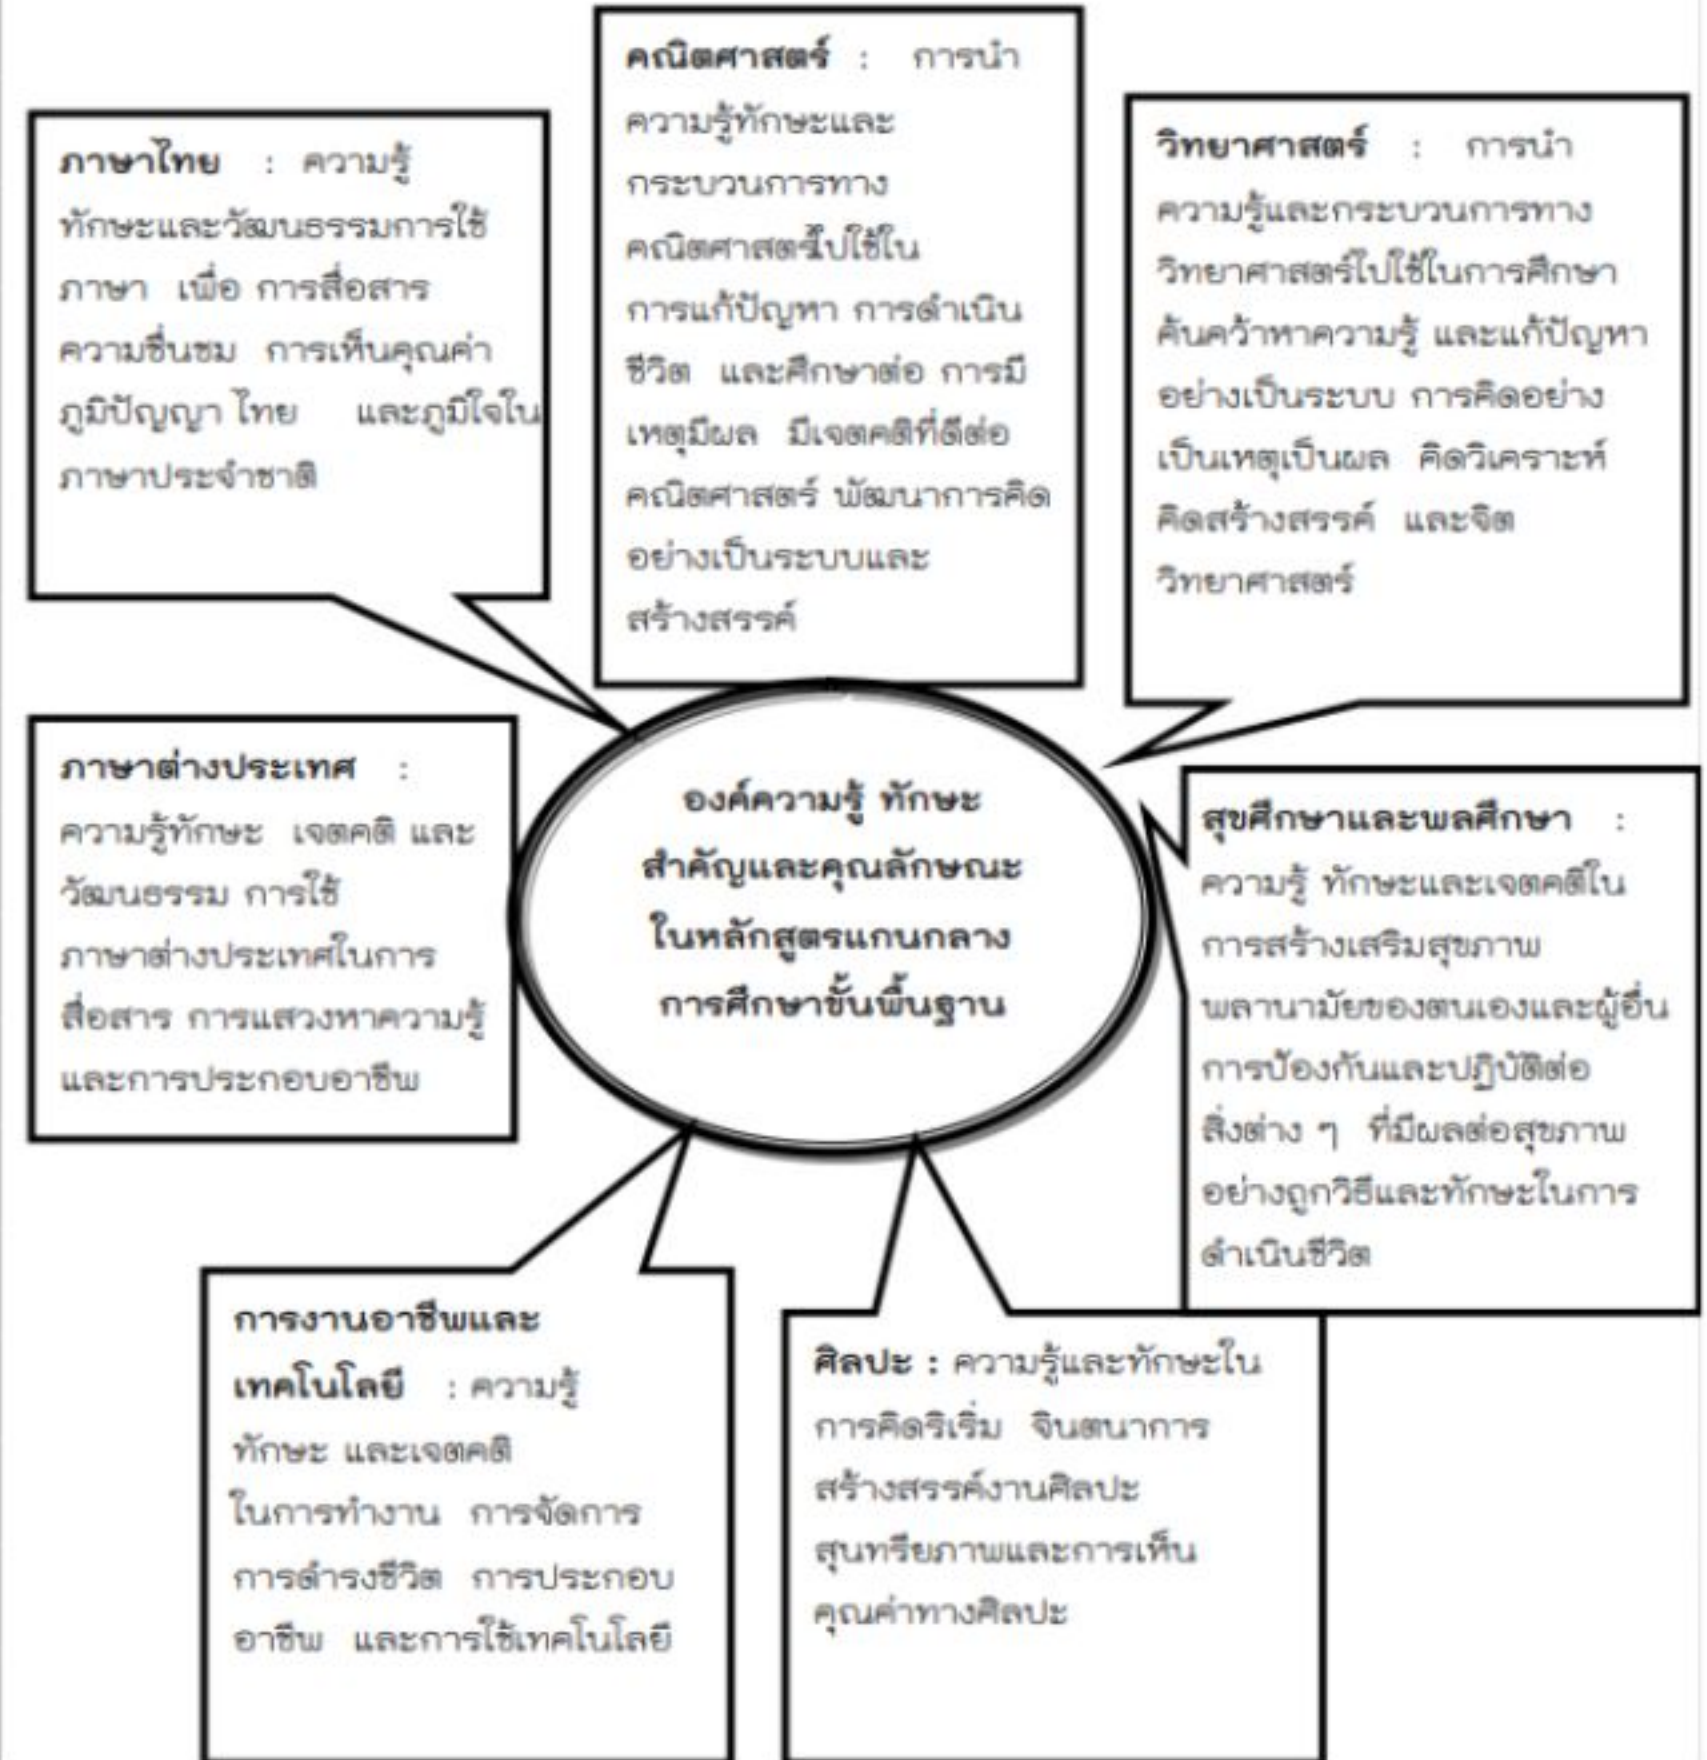 คณิตศาสตร์ : การนำ
ความรู้ทักษะและ
กระบวนการทาง
คณิตศาสตร์ไปใช้ใน
การแก้ปัญหา การดำเนิน
ชีวิต และศึกษาต่อ การมี
เหตุมีผล มีเจตคติที่ดีต่อ
คณิตศาสตร์ พัฒนาการคิด
อย่างเป็นระบบและ
สร้างสรรค์
ภาษาไทย : ความรู้
ทักษะและวัฒนธรรมการใช้
ภาษา เพื่อ การสื่อสาร
ความชื่นชม การเห็นคุณค่า
ภูมิปัญญา ไทย และภูมิใจใน
ภาษาประจำชาติ
วิทยาศาสตร์ : การนำ
ความรู้และกระบวนการทาง
วิทยาศาสตร์ไปใช้ในการศึกษา
ค้นคว้าหาความรู้ และแก้ปัญหา
อย่างเป็นระบบ การคิดอย่าง
เป็นเหตุเป็นผล คิดวิเคราะห์
คิดสร้างสรรค์ และจิต
วิทยาศาสตร์
ภาษาต่างประเทศ :
ความรู้ทักษะ เจตคติ และ
วัฒนธรรม การใช้
ภาษาต่างประเทศในการ
สื่อสาร การแสวงหาความรู้
และการประกอบอาชีพ
องค์ความรู้ ทักษะ
สำคัญและคุณลักษณะ
ในหลักสูตรแกนกลาง
การศึกษาขั้นพื้นฐาน
สุขศึกษาและพลศึกษา :
ความรู้ ทักษะและเจตคติใน
การสร้างเสริมสุขภาพ
พลานามัยของตนเองและผู้อื่น
การป้องกันและปฏิบัติต่อ
สิ่งต่าง ๆ ที่มีผลต่อสุขภาพ
อย่างถูกวิธีและทักษะในการ
ดำเนินชีวิต
การงานอาชีพและ
เทคโนโลยี : ความรู้
ทักษะ และเจตคติ
ในการทำงาน การจัดการ
การดำรงชีวิต การประกอบ
อาชีพ และการใช้เทคโนโลยี
ศิลปะ : ความรู้และทักษะใน
การคิดริเริ่ม จินตนาการ
สร้างสรรค์งานศิลปะ
สุนทรียภาพและการเห็น
คุณค่าทางศิลปะ